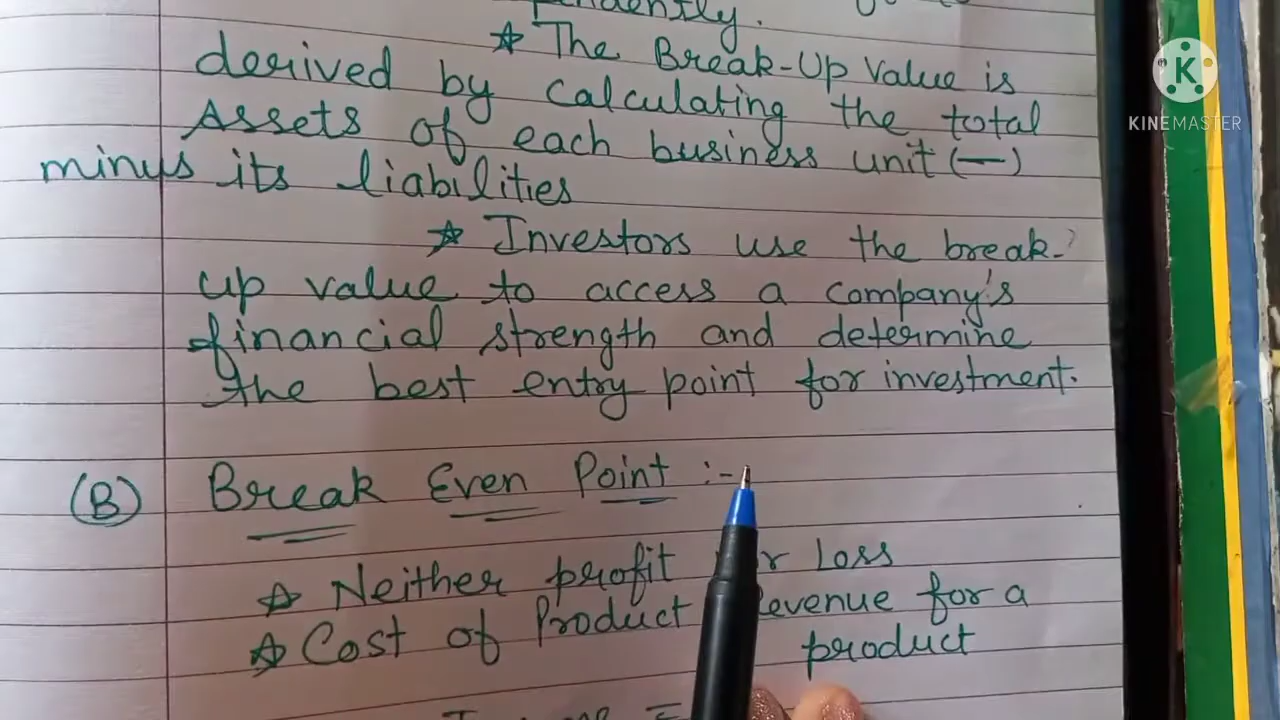 ★ The Break-Up Value is
derived by calculating the total
Assets of each business unit (—)
minus its liabilities
★ Investors use the break-
up value to access a company's
financial strength and determine
the best entry point for investment.
(B) Break Even Point :-
★ Neither profit Loss
★ Cost of Product Revenue for a
product
K
KINEMASTER